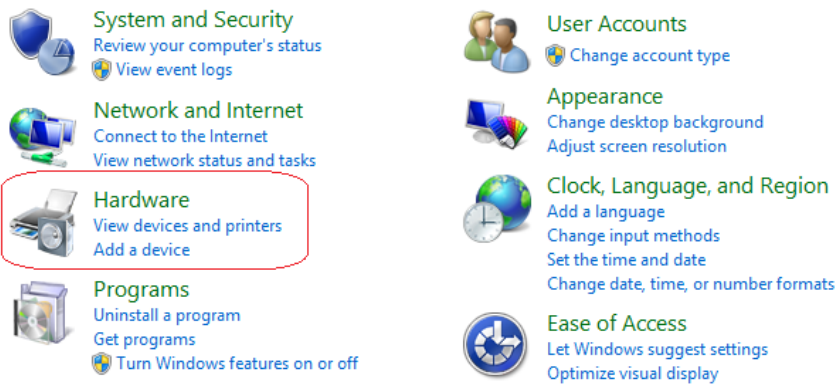 System and Security
Review your computer's status
View event logs
Network and Internet
Connect to the Internet
View network status and tasks
Hardware
View devices and printers
Add a device
Programs
Uninstall a program
Get programs
Turn Windows features on or off
User Accounts
Change account type
Appearance
Change desktop background
Adjust screen resolution
Clock, Language, and Region
Add a language
Change input methods
Set the time and date
Change date, time, or number formats
Ease of Access
Let Windows suggest settings
Optimize visual display